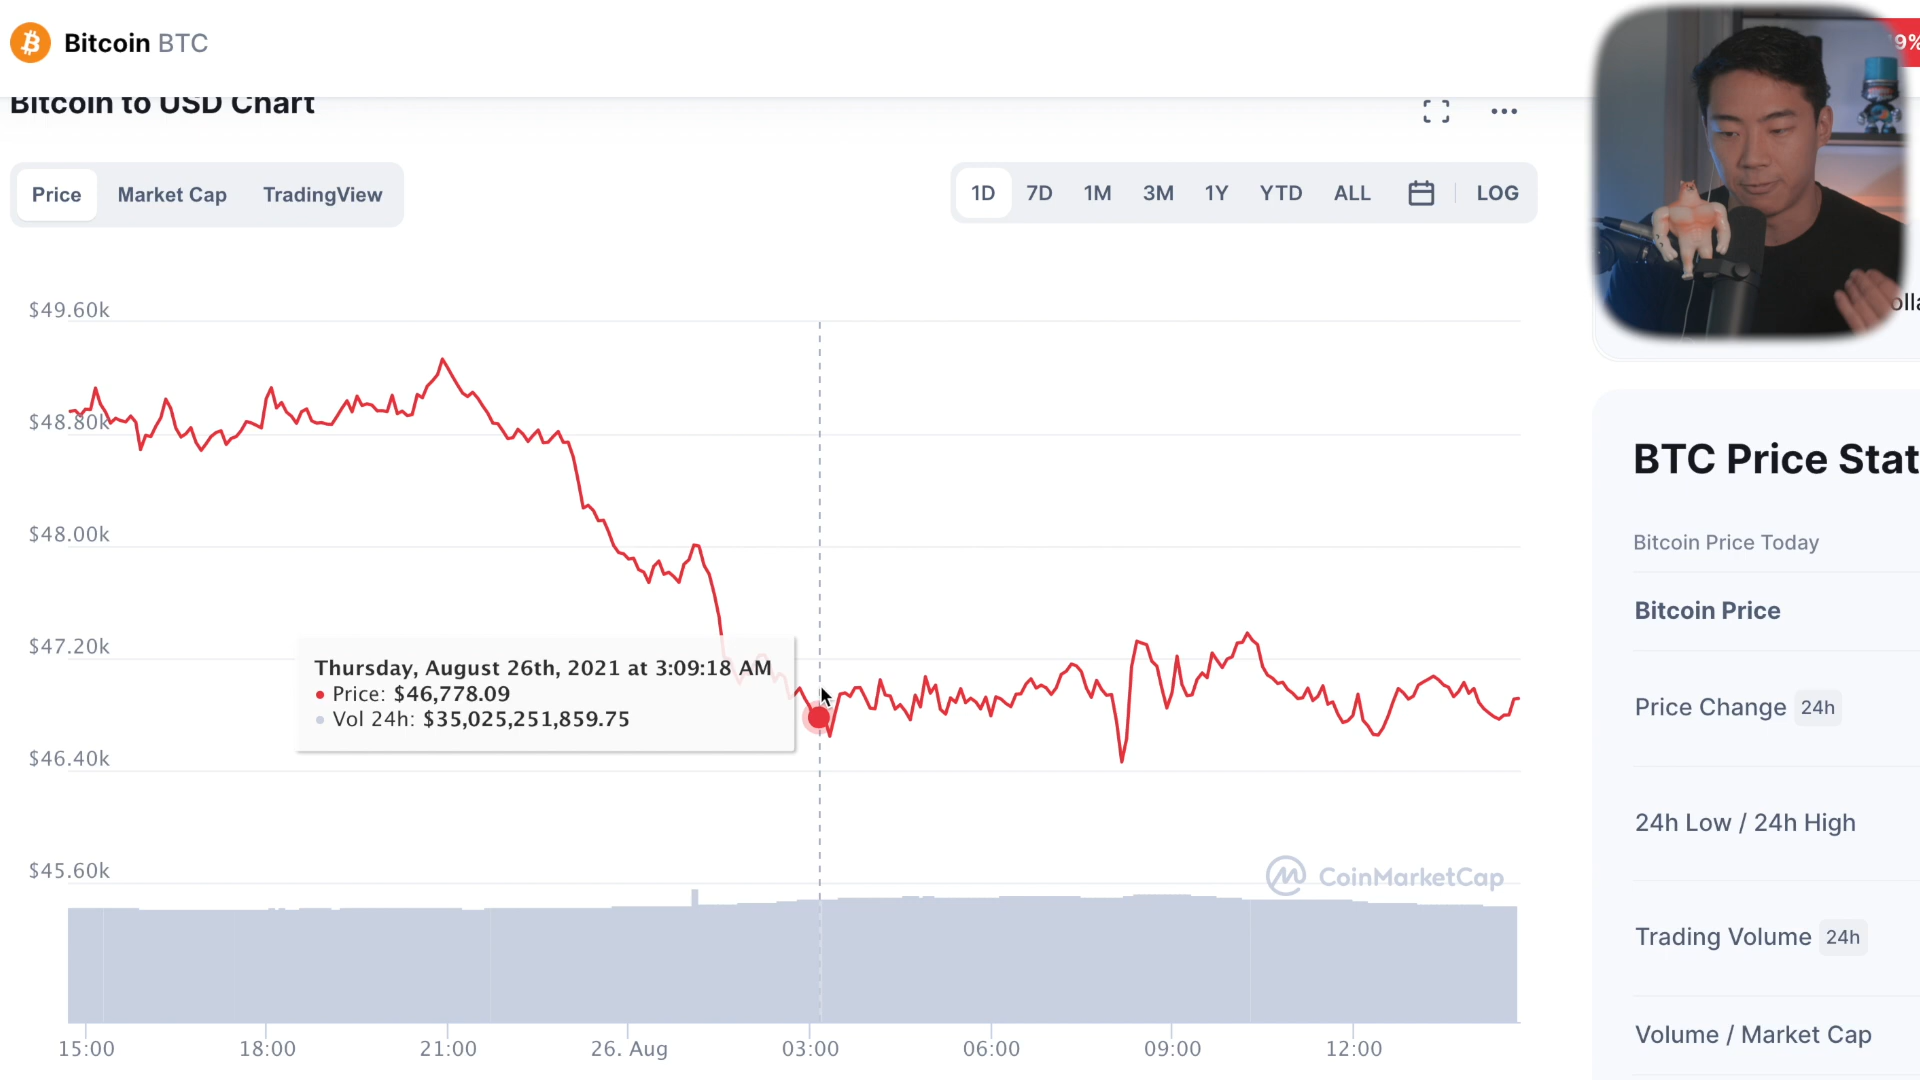 Bitcoin BTC
9%
Bitcoin to USD Chart
Price Market Cap TradingView
1D 7D 1M 3M 1Y YTD ALL LOG
$49.60k
$48.80k
$48.00k
$47.20k
$46.40k
$45.60k
Thursday, August 26th, 2021 at 3:09:18 AM
Price: $46,778.09
Vol 24h: $35,025,251,859.75
CoinMarketCap
15:00 18:00 21:00 26. Aug 03:00 06:00 09:00 12:00
olla
BTC Price Stat
Bitcoin Price Today
Bitcoin Price
Price Change 24h
24h Low / 24h High
Trading Volume 24h
Volume / Market Cap